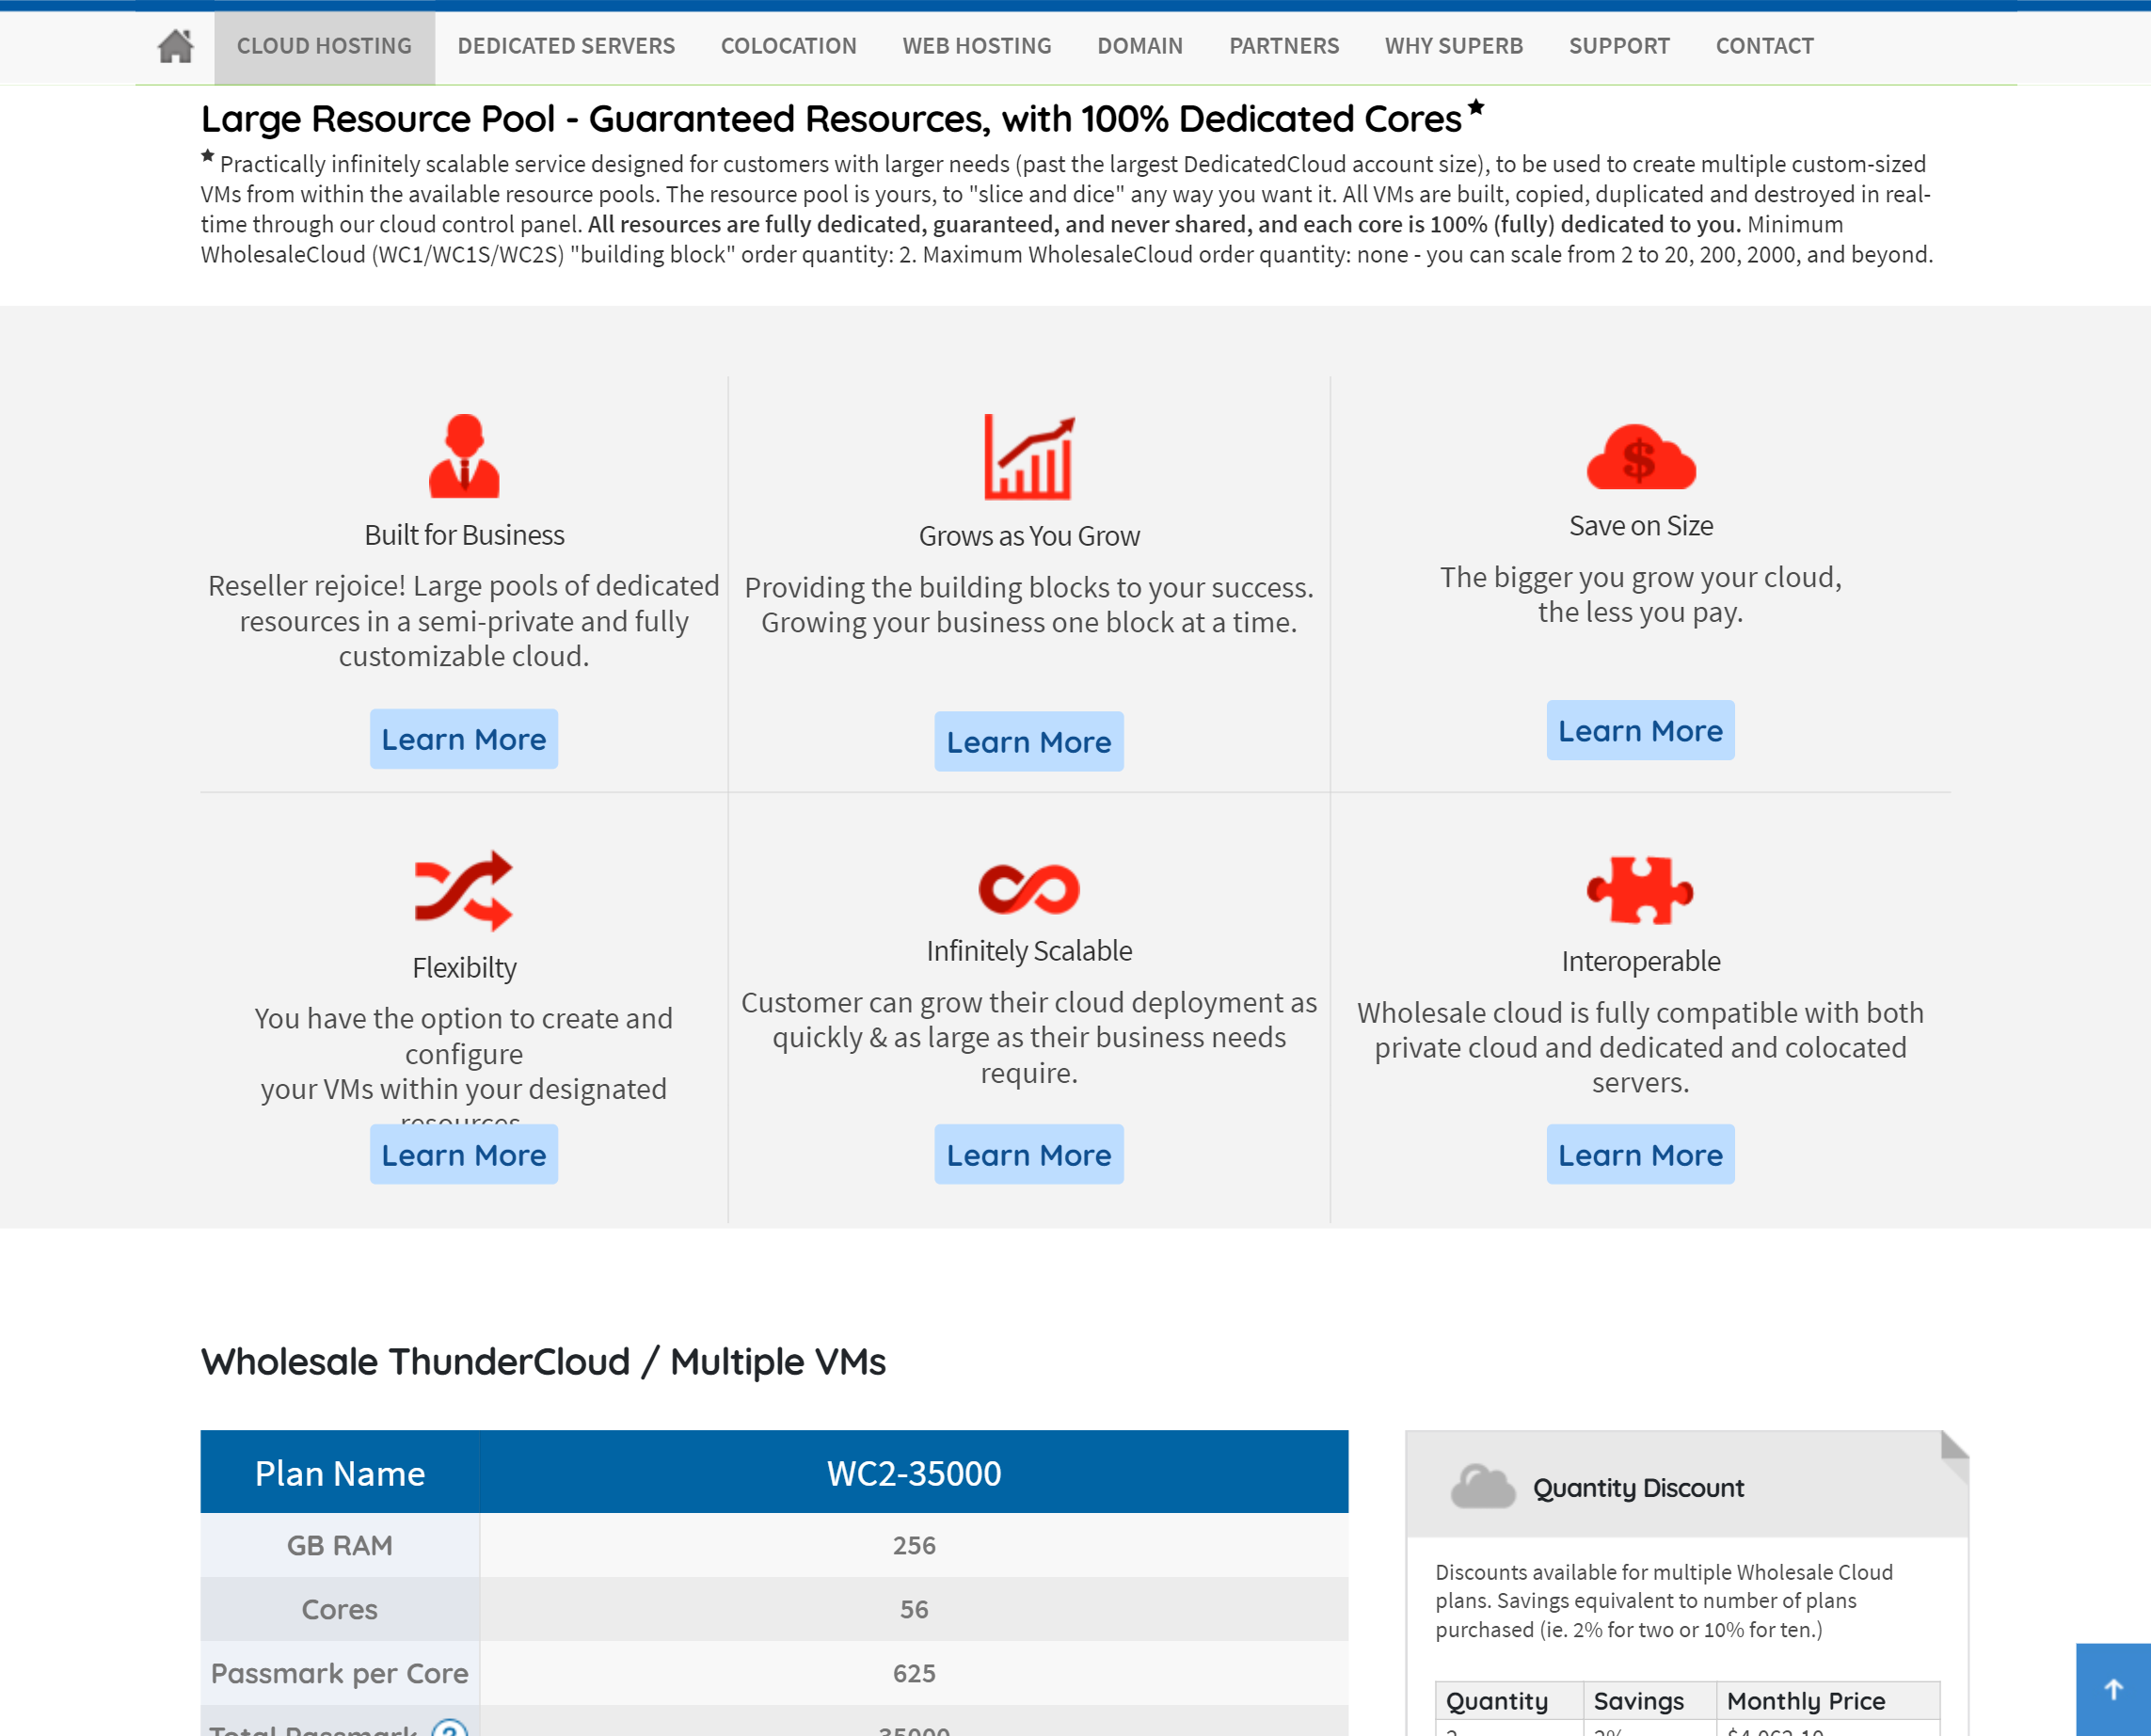 CLOUD HOSTING DEDICATED SERVERS COLOCATION WEB HOSTING DOMAIN PARTNERS WHY SUPERB SUPPORT CONTACT
Large Resource Pool - Guaranteed Resources, with 100% Dedicated Cores★
★ Practically infinitely scalable service designed for customers with larger needs (past the largest DedicatedCloud account size), to be used to create multiple custom-sized
VMs from within the available resource pools. The resource pool is yours, to "slice and dice" any way you want it. All VMs are built, copied, duplicated and destroyed in real-
time through our cloud control panel. All resources are fully dedicated, guaranteed, and never shared, and each core is 100% (fully) dedicated to you. Minimum
WholesaleCloud (WC1/WC1S/WC2S) "building block" order quantity: 2. Maximum WholesaleCloud order quantity: none - you can scale from 2 to 20, 200, 2000, and beyond.
Built for Business
Reseller rejoice! Large pools of dedicated
resources in a semi-private and fully
customizable cloud.
Learn More
Grows as You Grow
Providing the building blocks to your success.
Growing your business one block at a time.
Learn More
$
Save on Size
The bigger you grow your cloud,
the less you pay.
Learn More
Flexibilty
You have the option to create and
configure
your VMs within your designated
resources
Learn More
Infinitely Scalable
Customer can grow their cloud deployment as
quickly & as large as their business needs
require.
Learn More
Interoperable
Wholesale cloud is fully compatible with both
private cloud and dedicated and colocated
servers.
Learn More
Wholesale ThunderCloud / Multiple VMs
Plan Name WC2-35000
GB RAM 256
Cores 56
Passmark per Core 625
Total Passmark ? 35000
Quantity Discount
Discounts available for multiple Wholesale Cloud
plans. Savings equivalent to number of plans
purchased (ie. 2% for two or 10% for ten.)
Quantity Savings Monthly Price
2 2% $4,062.10